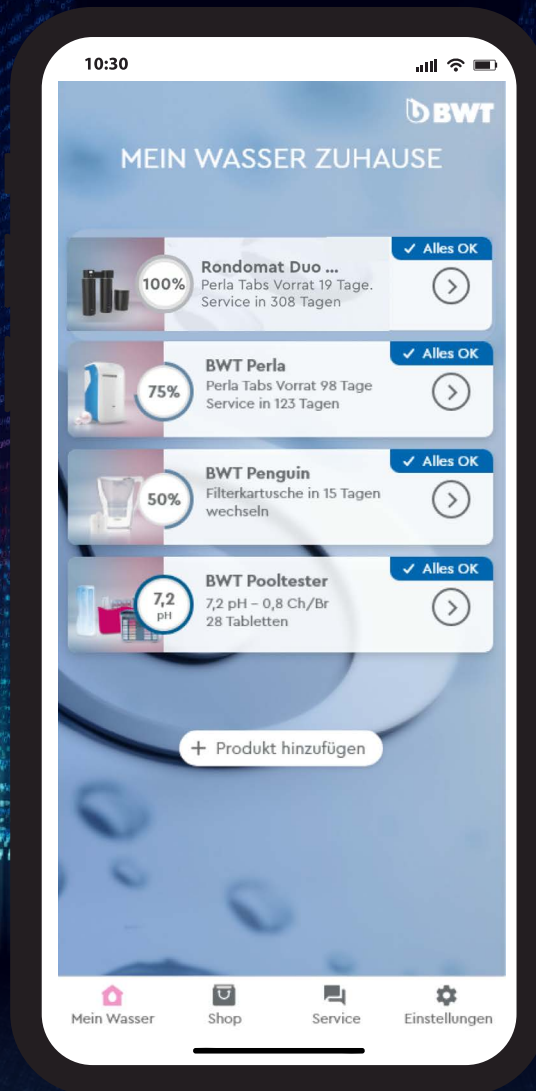 10:30
BWT
MEIN WASSER ZUHAUSE
✓ Alles OK
100%
Rondomat Duo ...
Perla Tabs Vorrat 19 Tage.
Service in 308 Tagen
✓ Alles OK
75%
BWT Perla
Perla Tabs Vorrat 98 Tage
Service in 123 Tagen
✓ Alles OK
50%
BWT Penguin
Filterkartusche in 15 Tagen
wechseln
✓ Alles OK
7,2
pH
BWT Pooltester
7,2 pH – 0,8 Ch/Br
28 Tabletten
+ Produkt hinzufügen
Mein Wasser
Shop
Service
Einstellungen